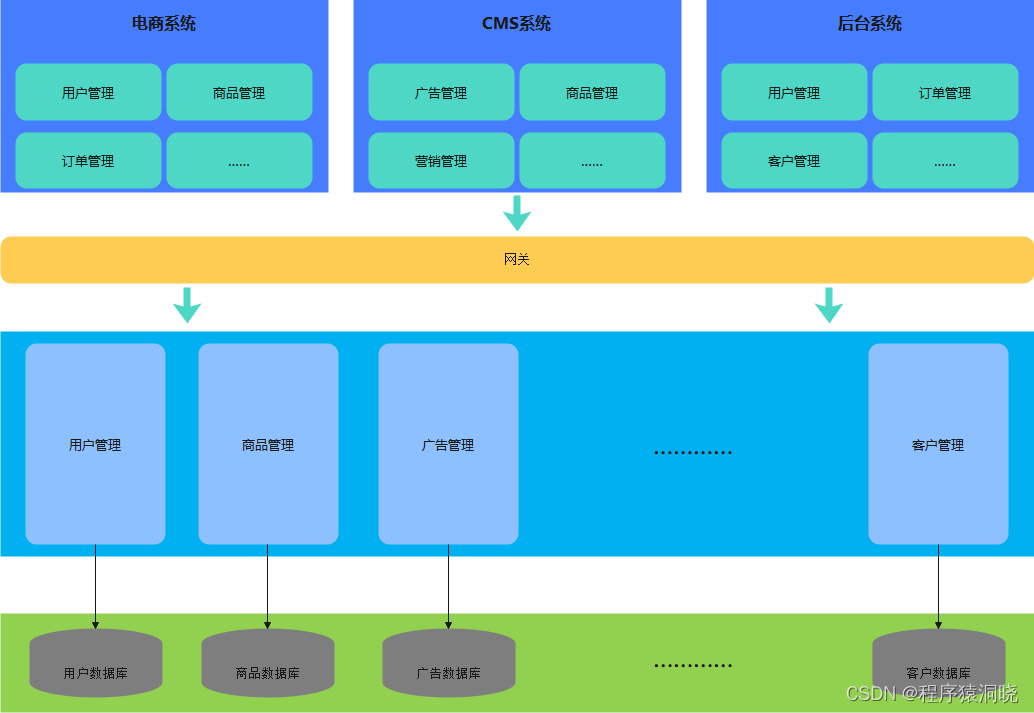 电商系统
CMS系统
后台系统
用户管理
商品管理
广告管理
商品管理
用户管理
订单管理
订单管理
......
营销管理
......
客户管理
......
网关
用户管理
商品管理
广告管理
............
客户管理
用户数据库
商品数据库
广告数据库
............
客户数据库
CSDN @程序猿洞晓